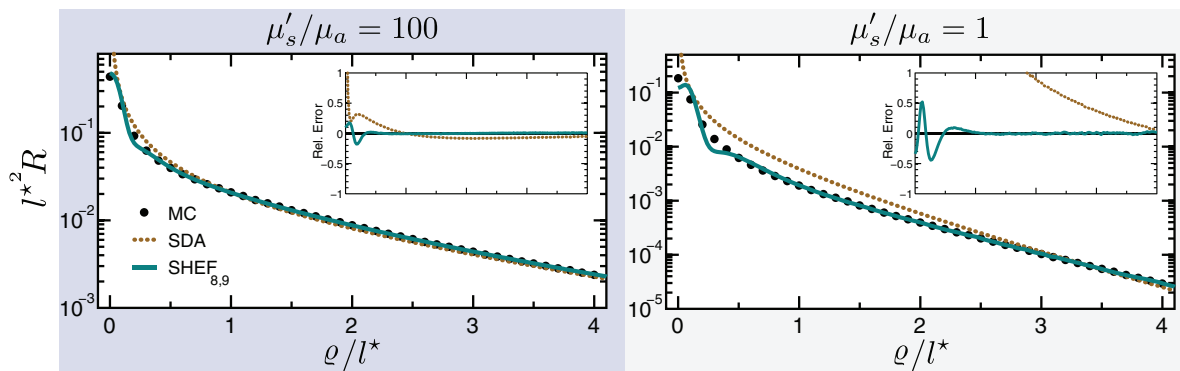 μ′ₛ/μₐ = 100
10⁻¹
10⁻²
10⁻³
l⋆²R
1
0.5
0
−0.5
−1
Rel. Error
MC
SDA
SHEF₈,₉
0 1 2 3 4
ϱ/l⋆
μ′ₛ/μₐ = 1
10⁻¹
10⁻²
10⁻³
10⁻⁴
10⁻⁵
1
0.5
0
−0.5
−1
Rel. Error
0 1 2 3 4
ϱ/l⋆